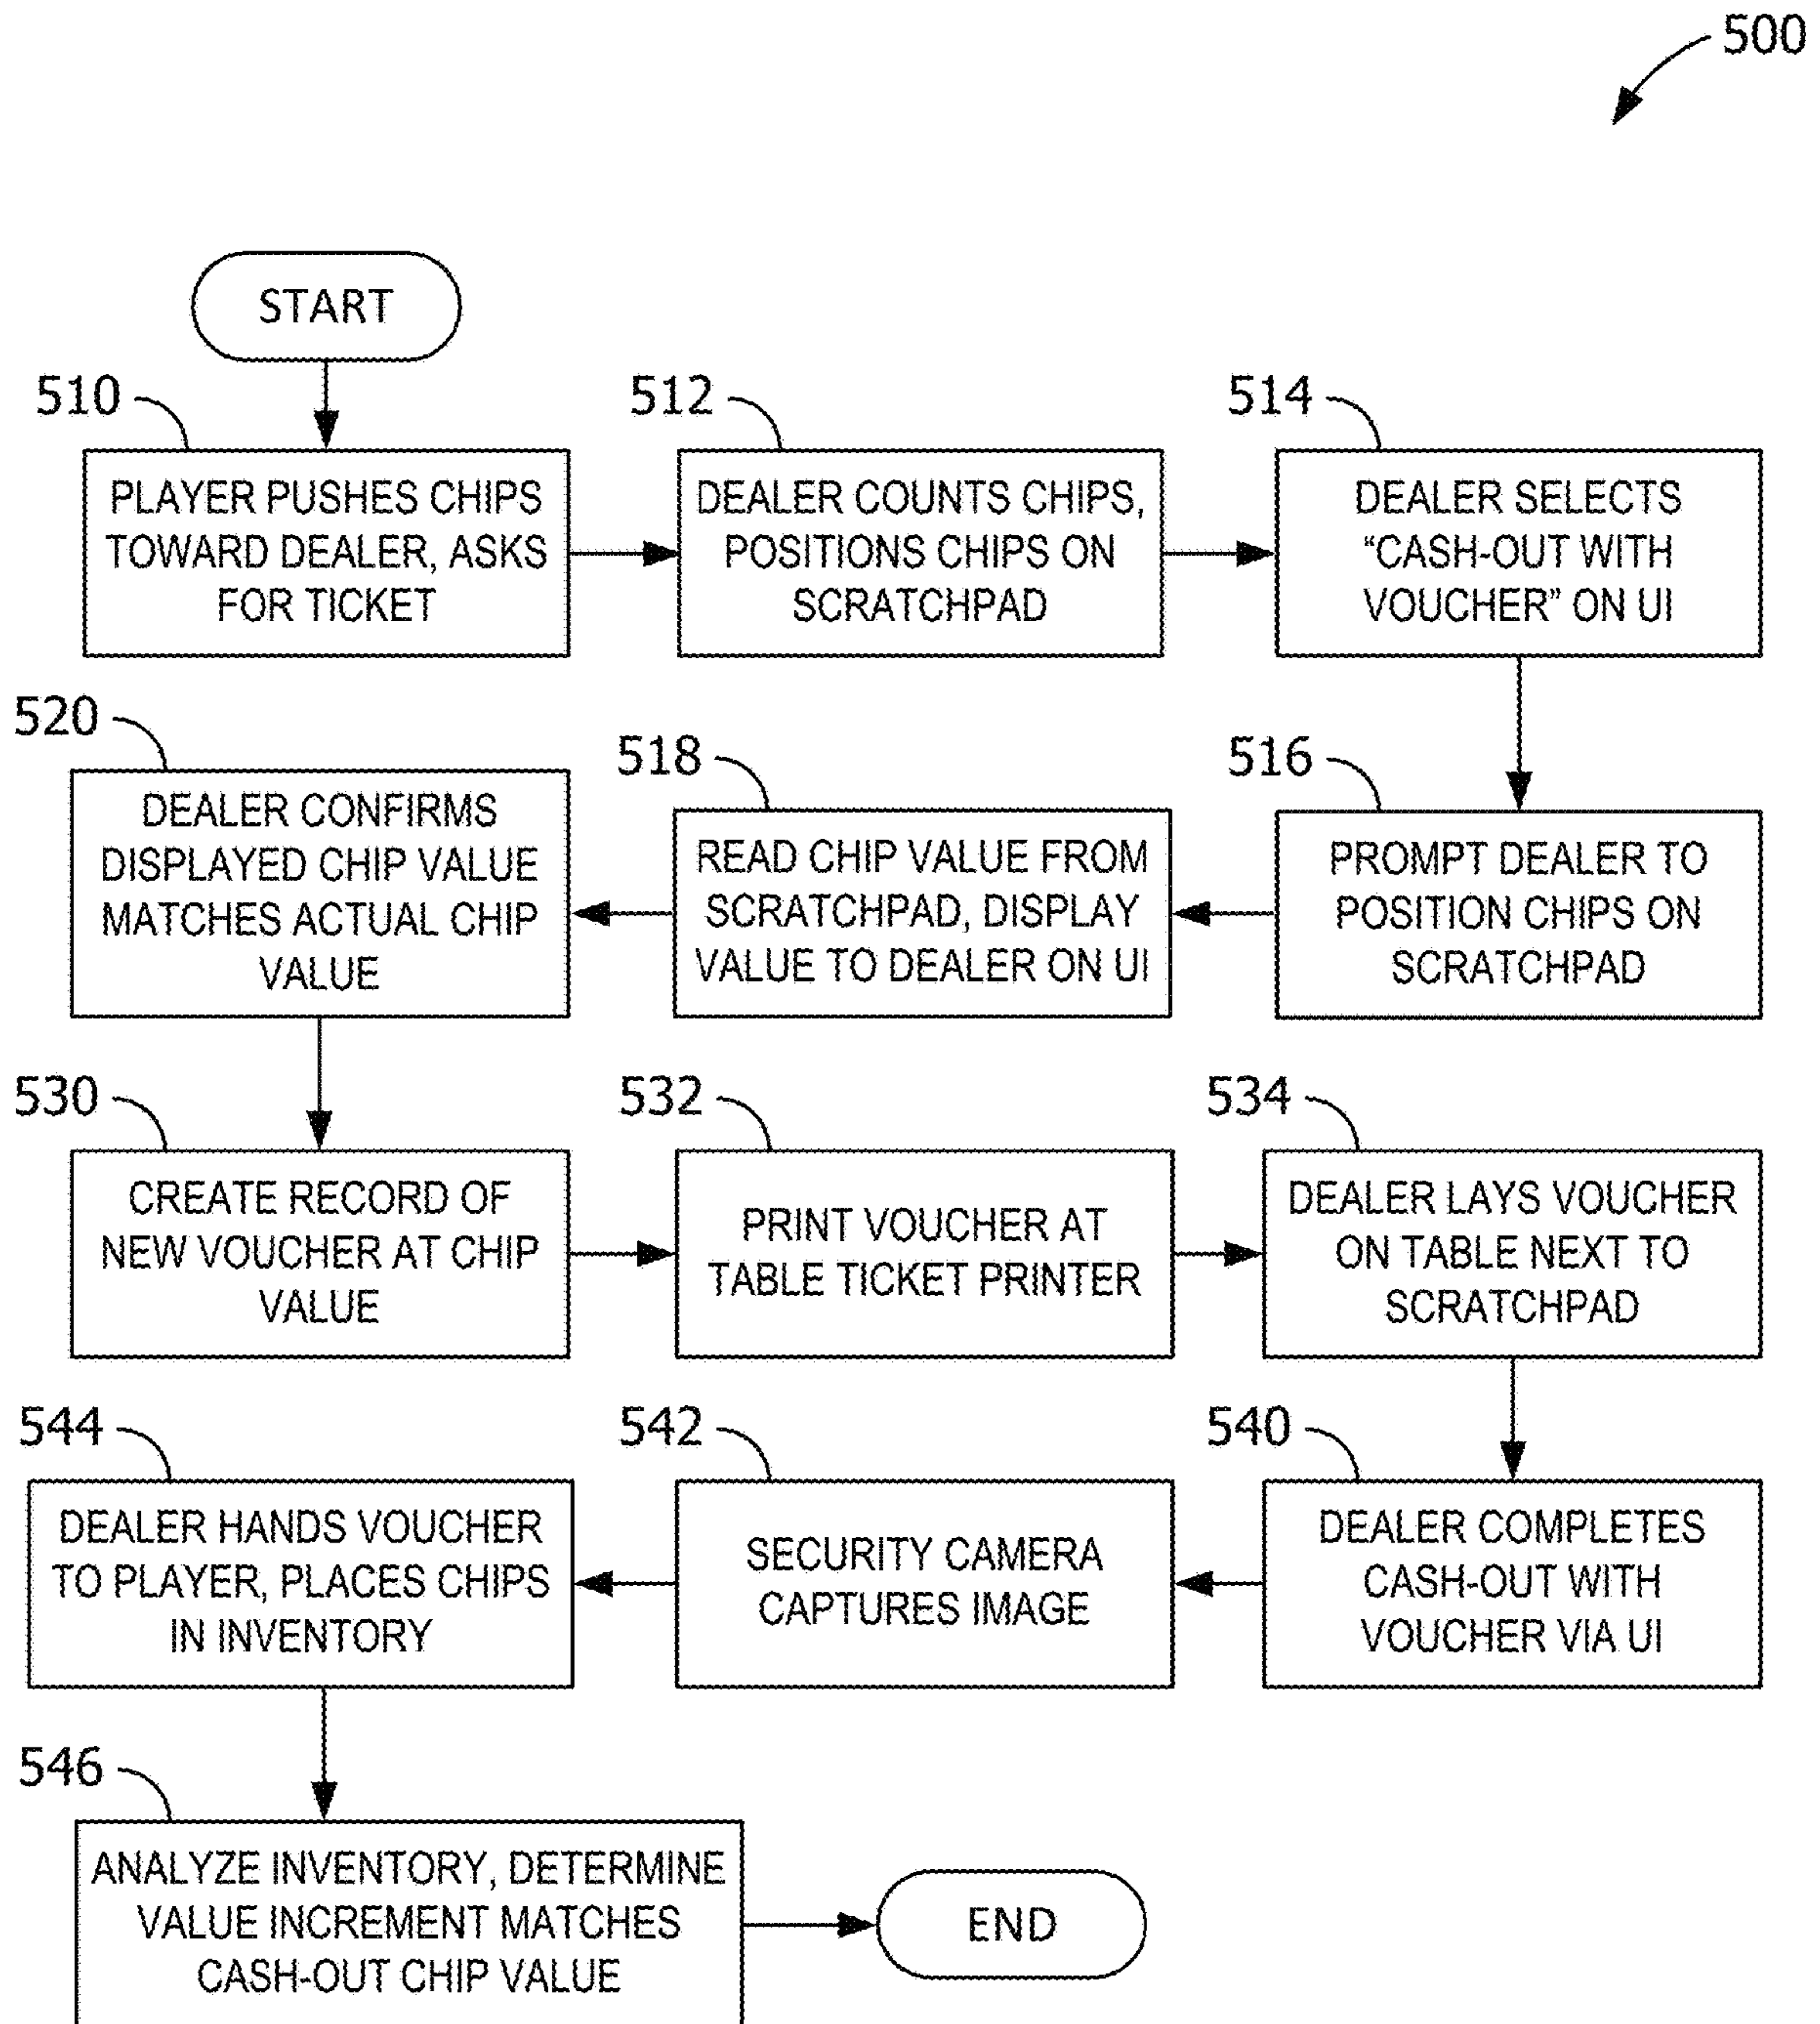 500
START
510
PLAYER PUSHES CHIPS
TOWARD DEALER, ASKS
FOR TICKET
512
DEALER COUNTS CHIPS,
POSITIONS CHIPS ON
SCRATCHPAD
514
DEALER SELECTS
“CASH-OUT WITH
VOUCHER” ON UI
516
PROMPT DEALER TO
POSITION CHIPS ON
SCRATCHPAD
518
READ CHIP VALUE FROM
SCRATCHPAD, DISPLAY
VALUE TO DEALER ON UI
520
DEALER CONFIRMS
DISPLAYED CHIP VALUE
MATCHES ACTUAL CHIP
VALUE
530
CREATE RECORD OF
NEW VOUCHER AT CHIP
VALUE
532
PRINT VOUCHER AT
TABLE TICKET PRINTER
534
DEALER LAYS VOUCHER
ON TABLE NEXT TO
SCRATCHPAD
540
DEALER COMPLETES
CASH-OUT WITH
VOUCHER VIA UI
542
SECURITY CAMERA
CAPTURES IMAGE
544
DEALER HANDS VOUCHER
TO PLAYER, PLACES CHIPS
IN INVENTORY
546
ANALYZE INVENTORY, DETERMINE
VALUE INCREMENT MATCHES
CASH-OUT CHIP VALUE
END